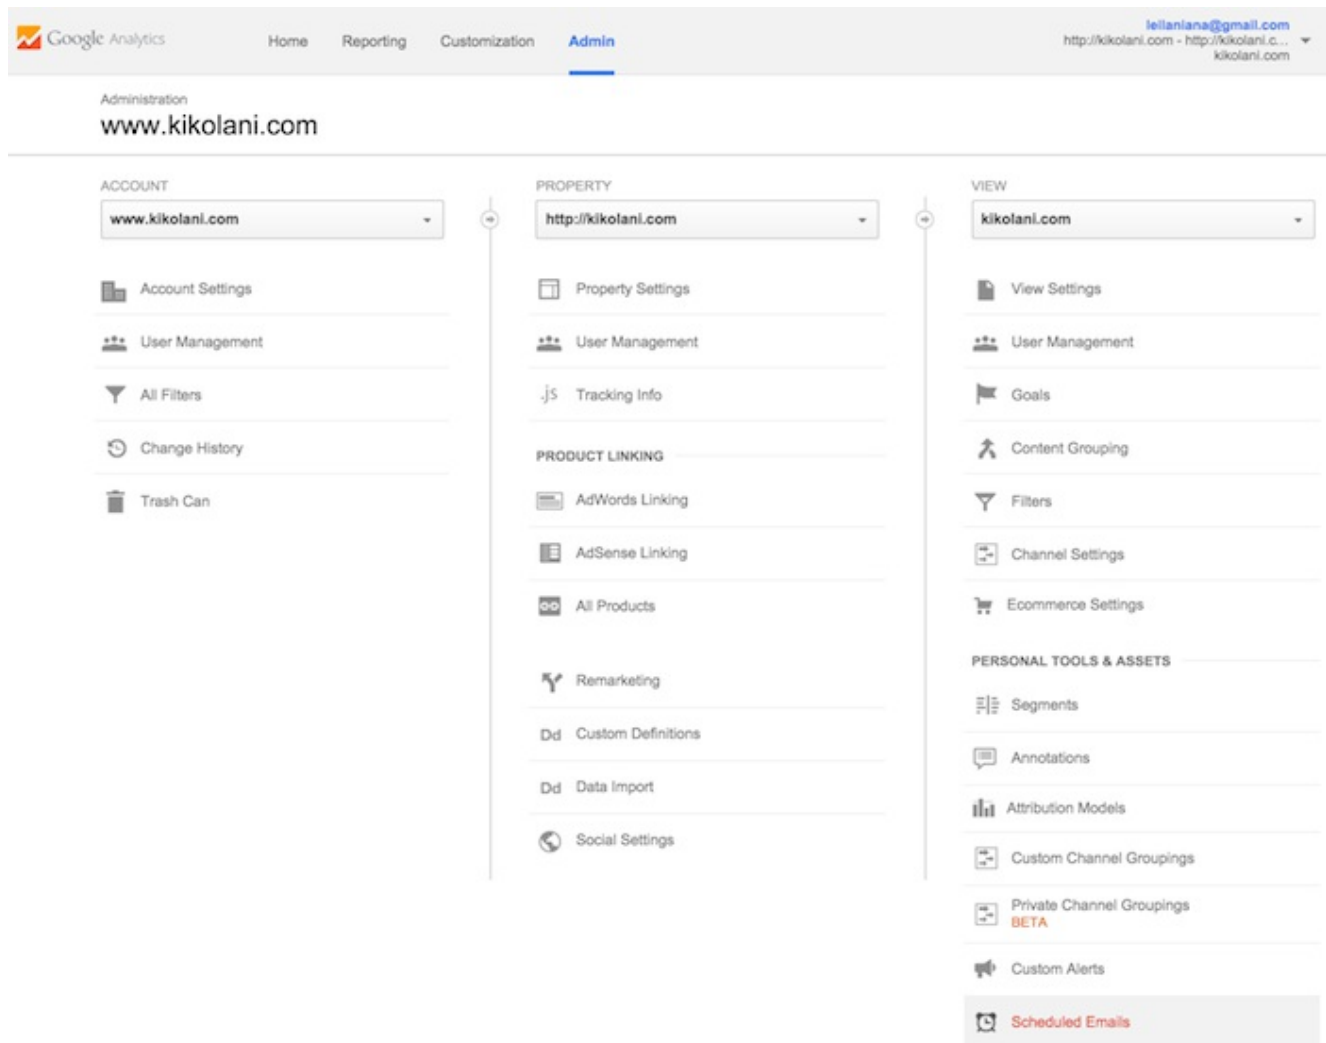 Google Analytics
Home
Reporting
Customization
Admin
leilaniana@gmail.com
http://kikolani.com - http://kikolani.c...
kikolani.com
Administration
www.kikolani.com
ACCOUNT
www.kikolani.com
Account Settings
User Management
All Filters
Change History
Trash Can
PROPERTY
http://kikolani.com
Property Settings
User Management
.js Tracking Info
PRODUCT LINKING
AdWords Linking
AdSense Linking
All Products
Remarketing
Dd Custom Definitions
Dd Data Import
Social Settings
VIEW
kikolani.com
View Settings
User Management
Goals
Content Grouping
Filters
Channel Settings
Ecommerce Settings
PERSONAL TOOLS & ASSETS
Segments
Annotations
Attribution Models
Custom Channel Groupings
Private Channel Groupings
BETA
Custom Alerts
Scheduled Emails